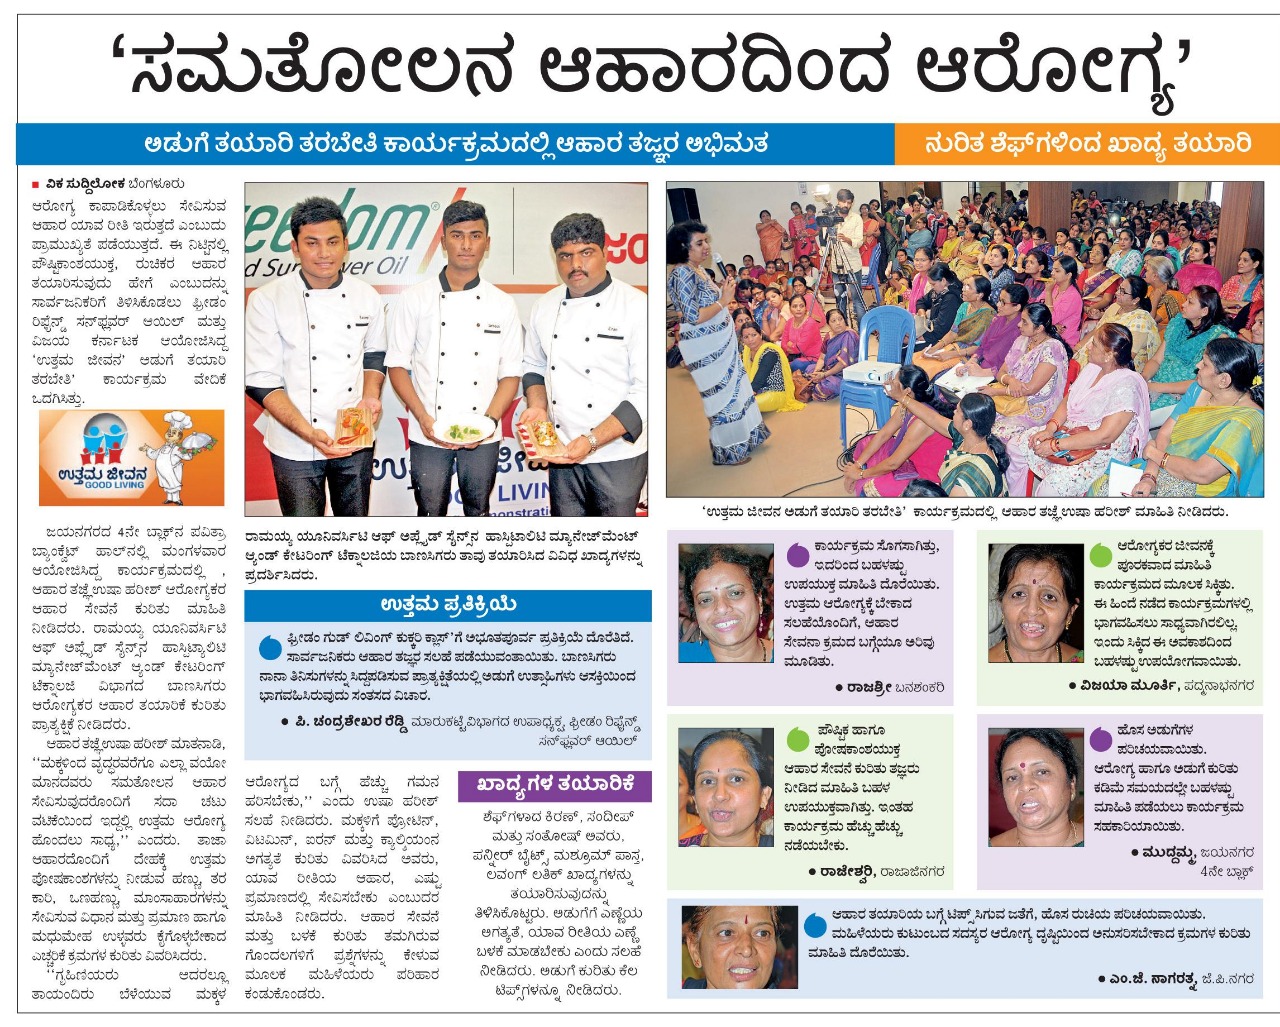 ‘ಸಮತೋಲನ ಆಹಾರದಿಂದ ಆರೋಗ್ಯ’
ಅಡುಗೆ ತಯಾರಿ ತರಬೇತಿ ಕಾರ್ಯಕ್ರಮದಲ್ಲಿ ಆಹಾರ ತಜ್ಞರ ಅಭಿಮತ
ನುರಿತ ಶೆಫ್‌ಗಳಿಂದ ಖಾದ್ಯ ತಯಾರಿ
■ ವಿಕ ಸುದ್ದಿಲೋಕ ಬೆಂಗಳೂರು
ಆರೋಗ್ಯ ಕಾಪಾಡಿಕೊಳ್ಳಲು ಸೇವಿಸುವ
ಆಹಾರ ಯಾವ ರೀತಿ ಇರುತ್ತದೆ ಎಂಬುದು
ಪ್ರಾಮುಖ್ಯತೆ ಪಡೆಯುತ್ತದೆ. ಈ ನಿಟ್ಟಿನಲ್ಲಿ
ಪೌಷ್ಟಿಕಾಂಶಯುಕ್ತ, ರುಚಿಕರ ಆಹಾರ
ತಯಾರಿಸುವುದು ಹೇಗೆ ಎಂಬುದನ್ನು
ಸಾರ್ವಜನಿಕರಿಗೆ ತಿಳಿಸಿಕೊಡಲು ಫ್ರೀಡಂ
ರಿಫೈನ್ಡ್ ಸನ್‌ಫ್ಲವರ್ ಆಯಿಲ್ ಮತ್ತು
ವಿಜಯ ಕರ್ನಾಟಕ ಆಯೋಜಿಸಿದ್ದ
‘ಉತ್ತಮ ಜೀವನ’ ಅಡುಗೆ ತಯಾರಿ
ತರಬೇತಿ’ ಕಾರ್ಯಕ್ರಮ ವೇದಿಕೆ
ಒದಗಿಸಿತ್ತು.
ಉತ್ತಮ ಜೀವನ
GOOD LIVING
ಜಯನಗರದ 4ನೇ ಬ್ಲಾಕ್‌ನ ಪವಿತ್ರಾ
ಬ್ಯಾಂಕ್ವೆಟ್ ಹಾಲ್‌ನಲ್ಲಿ ಮಂಗಳವಾರ
ಆಯೋಜಿಸಿದ್ದ ಕಾರ್ಯಕ್ರಮದಲ್ಲಿ ,
ಆಹಾರ ತಜ್ಞೆ ಉಷಾ ಹರೀಶ್ ಆರೋಗ್ಯಕರ
ಆಹಾರ ಸೇವನೆ ಕುರಿತು ಮಾಹಿತಿ
ನೀಡಿದರು. ರಾಮಯ್ಯ ಯೂನಿವರ್ಸಿಟಿ
ಆಫ್ ಅಪ್ಲೈಡ್ ಸೈನ್ಸ್‌ನ ಹಾಸ್ಪಿಟ್ಯಾಲಿಟಿ
ಮ್ಯಾನೇಜ್‌ಮೆಂಟ್ ಆ್ಯಂಡ್ ಕೇಟರಿಂಗ್
ಟೆಕ್ನಾಲಜಿ ವಿಭಾಗದ ಬಾಣಸಿಗರು
ಆರೋಗ್ಯಕರ ಆಹಾರ ತಯಾರಿಕೆ ಕುರಿತು
ಪ್ರಾತ್ಯಕ್ಷಿಕೆ ನೀಡಿದರು.
ಆಹಾರ ತಜ್ಞೆ ಉಷಾ ಹರೀಶ್ ಮಾತನಾಡಿ,
‘‘ಮಕ್ಕಳಿಂದ ವೃದ್ಧರವರೆಗೂ ಎಲ್ಲಾ ವಯೋ
ಮಾನದವರು ಸಮತೋಲನ ಆಹಾರ
ಸೇವಿಸುವುದರೊಂದಿಗೆ ಸದಾ ಚಟು
ವಟಿಕೆಯಿಂದ ಇದ್ದಲ್ಲಿ ಉತ್ತಮ ಆರೋಗ್ಯ
ಹೊಂದಲು ಸಾಧ್ಯ,’’ ಎಂದರು. ತಾಜಾ
ಆಹಾರದೊಂದಿಗೆ ದೇಹಕ್ಕೆ ಉತ್ತಮ
ಪೋಷಕಾಂಶಗಳನ್ನು ನೀಡುವ ಹಣ್ಣು, ತರ
ಕಾರಿ, ಒಣಹಣ್ಣು, ಮಾಂಸಾಹಾರಗಳನ್ನು
ಸೇವಿಸುವ ವಿಧಾನ ಮತ್ತು ಪ್ರಮಾಣ ಹಾಗೂ
ಮಧುಮೇಹ ಉಳ್ಳವರು ಕೈಗೊಳ್ಳಬೇಕಾದ
ಎಚ್ಚರಿಕೆ ಕ್ರಮಗಳ ಕುರಿತು ವಿವರಿಸಿದರು.
‘‘ಗೃಹಿಣಿಯರು ಆದರಲ್ಲೂ
ತಾಯಂದಿರು ಬೆಳೆಯುವ ಮಕ್ಕಳ
reedom®
d Sunflower Oil
ರಾಮಯ್ಯ ಯೂನಿವರ್ಸಿಟಿ ಆಫ್ ಅಪ್ಲೈಡ್ ಸೈನ್ಸ್‌ನ ಹಾಸ್ಪಿಟಾಲಿಟಿ ಮ್ಯಾನೇಜ್‌ಮೆಂಟ್
ಆ್ಯಂಡ್ ಕೇಟರಿಂಗ್ ಟೆಕ್ನಾಲಜಿಯ ಬಾಣಸಿಗರು ತಾವು ತಯಾರಿಸಿದ ವಿವಿಧ ಖಾದ್ಯಗಳನ್ನು
ಪ್ರದರ್ಶಿಸಿದರು.
ಉತ್ತಮ ಪ್ರತಿಕ್ರಿಯೆ
ಫ್ರೀಡಂ ಗುಡ್ ಲಿವಿಂಗ್ ಕುಕ್ಕರಿ ಕ್ಲಾಸ್’ಗೆ ಅಭೂತಪೂರ್ವ ಪ್ರತಿಕ್ರಿಯೆ ದೊರೆತಿದೆ.
ಸಾರ್ವಜನಿಕರು ಆಹಾರ ತಜ್ಞರ ಸಲಹೆ ಪಡೆಯುವಂತಾಯಿತು. ಬಾಣಸಿಗರು
ನಾನಾ ತಿನಿಸುಗಳನ್ನು ಸಿದ್ದಪಡಿಸುವ ಪ್ರಾತ್ಯಕ್ಷಿಕೆಯಲ್ಲಿ ಅಡುಗೆ ಉತ್ಸಾಹಿಗಳು ಆಸಕ್ತಿಯಿಂದ
ಭಾಗವಹಿಸಿರುವುದು ಸಂತಸದ ವಿಚಾರ.
● ಪಿ. ಚಂದ್ರಶೇಖರ ರೆಡ್ಡಿ, ಮಾರುಕಟ್ಟೆ ವಿಭಾಗದ ಉಪಾಧ್ಯಕ್ಷ, ಫ್ರೀಡಂ ರಿಫೈನ್ಡ್
ಸನ್‌ಫ್ಲವರ್ ಆಯಿಲ್
ಆರೋಗ್ಯದ ಬಗ್ಗೆ ಹೆಚ್ಚು ಗಮನ
ಹರಿಸಬೇಕು,’’ ಎಂದು ಉಷಾ ಹರೀಶ್
ಸಲಹೆ ನೀಡಿದರು. ಮಕ್ಕಳಿಗೆ ಪ್ರೋಟಿನ್,
ವಿಟಮಿನ್, ಐರನ್ ಮತ್ತು ಕ್ಯಾಲ್ಶಿಯಂನ
ಅಗತ್ಯತೆ ಕುರಿತು ವಿವರಿಸಿದ ಅವರು,
ಯಾವ ರೀತಿಯ ಆಹಾರ, ಎಷ್ಟು
ಪ್ರಮಾಣದಲ್ಲಿ ಸೇವಿಸಬೇಕು ಎಂಬುದರ
ಮಾಹಿತಿ ನೀಡಿದರು. ಆಹಾರ ಸೇವನೆ
ಮತ್ತು ಬಳಕೆ ಕುರಿತು ತಮಗಿರುವ
ಗೊಂದಲಗಳಿಗೆ ಪ್ರಶ್ನೆಗಳನ್ನು ಕೇಳುವ
ಮೂಲಕ ಮಹಿಳೆಯರು ಪರಿಹಾರ
ಕಂಡುಕೊಂಡರು.
ಖಾದ್ಯಗಳ ತಯಾರಿಕೆ
ಶೆಫ್‌ಗಳಾದ ಕಿರಣ್, ಸಂದೀಪ್
ಮತ್ತು ಸಂತೋಷ್ ಅವರು,
ಪನ್ನೀರ್ ಬೈಟ್ಸ್, ಮಶ್ರೂಮ್ ಪಾಸ್ತ,
ಲವಂಗ್ ಲತಿಕ್ ಖಾದ್ಯಗಳನ್ನು
ತಯಾರಿಸುವುದನ್ನು
ತಿಳಿಸಿಕೊಟ್ಟರು. ಅಡುಗೆಗೆ ಎಣ್ಣೆಯ
ಅಗತ್ಯತೆ, ಯಾವ ರೀತಿಯ ಎಣ್ಣೆ
ಬಳಕೆ ಮಾಡಬೇಕು ಎಂದು ಸಲಹೆ
ನೀಡಿದರು. ಅಡುಗೆ ಕುರಿತು ಕೆಲ
ಟಿಪ್ಸ್‌ಗಳನ್ನೂ ನೀಡಿದರು.
‘ಉತ್ತಮ ಜೀವನ ಅಡುಗೆ ತಯಾರಿ ತರಬೇತಿ’ ಕಾರ್ಯಕ್ರಮದಲ್ಲಿ ಆಹಾರ ತಜ್ಞೆ ಉಷಾ ಹರೀಶ್ ಮಾಹಿತಿ ನೀಡಿದರು.
ಕಾರ್ಯಕ್ರಮ ಸೊಗಸಾಗಿತ್ತು,
ಇದರಿಂದ ಬಹಳಷ್ಟು
ಉಪಯುಕ್ತ ಮಾಹಿತಿ ದೊರೆಯಿತು.
ಉತ್ತಮ ಆರೋಗ್ಯಕ್ಕೆ ಬೇಕಾದ
ಸಲಹೆಯೊಂದಿಗೆ, ಆಹಾರ
ಸೇವನಾ ಕ್ರಮದ ಬಗ್ಗೆಯೂ ಅರಿವು
ಮೂಡಿತು.
● ರಾಜಶ್ರೀ ಬನಶಂಕರಿ
ಆರೋಗ್ಯಕರ ಜೀವನಕ್ಕೆ
ಪೂರಕವಾದ ಮಾಹಿತಿ
ಕಾರ್ಯಕ್ರಮದ ಮೂಲಕ ಸಿಕ್ಕಿತು.
ಈ ಹಿಂದೆ ನಡೆದ ಕಾರ್ಯಕ್ರಮಗಳಲ್ಲಿ
ಭಾಗವಹಿಸಲು ಸಾಧ್ಯವಾಗಿರಲಿಲ್ಲ.
ಇಂದು ಸಿಕ್ಕಿದ ಈ ಅವಕಾಶದಿಂದ
ಬಹಳಷ್ಟು ಉಪಯೋಗವಾಯಿತು.
● ವಿಜಯಾ ಮೂರ್ತಿ, ಪದ್ಮನಾಭನಗರ
ಪೌಷ್ಟಿಕ ಹಾಗೂ
ಪೋಷಕಾಂಶಯುಕ್ತ
ಆಹಾರ ಸೇವನೆ ಕುರಿತು ತಜ್ಞರು
ನೀಡಿದ ಮಾಹಿತಿ ಬಹಳ
ಉಪಯುಕ್ತವಾಗಿತ್ತು. ಇಂತಹ
ಕಾರ್ಯಕ್ರಮ ಹೆಚ್ಚು ಹೆಚ್ಚು
ನಡೆಯಬೇಕು.
● ರಾಜೇಶ್ವರಿ, ರಾಜಾಜಿನಗರ
ಹೊಸ ಅಡುಗೆಗಳ
ಪರಿಚಯವಾಯಿತು.
ಆರೋಗ್ಯ ಹಾಗೂ ಅಡುಗೆ ಕುರಿತು
ಕಡಿಮೆ ಸಮಯದಲ್ಲೇ ಬಹಳಷ್ಟು
ಮಾಹಿತಿ ಪಡೆಯಲು ಕಾರ್ಯಕ್ರಮ
ಸಹಕಾರಿಯಾಯಿತು.
● ಮುದ್ದಮ್ಮ, ಜಯನಗರ
4ನೇ ಬ್ಲಾಕ್
ಆಹಾರ ತಯಾರಿಯ ಬಗ್ಗೆ ಟಿಪ್ಸ್ ಸಿಗುವ ಜತೆಗೆ, ಹೊಸ ರುಚಿಯ ಪರಿಚಯವಾಯಿತು.
ಮಹಿಳೆಯರು ಕುಟುಂಬದ ಸದಸ್ಯರ ಆರೋಗ್ಯ ದೃಷ್ಟಿಯಿಂದ ಅನುಸರಿಸಬೇಕಾದ ಕ್ರಮಗಳ ಕುರಿತು
ಮಾಹಿತಿ ದೊರೆಯಿತು.
● ಎಂ.ಜೆ. ನಾಗರತ್ನ, ಜೆ.ಪಿ.ನಗರ